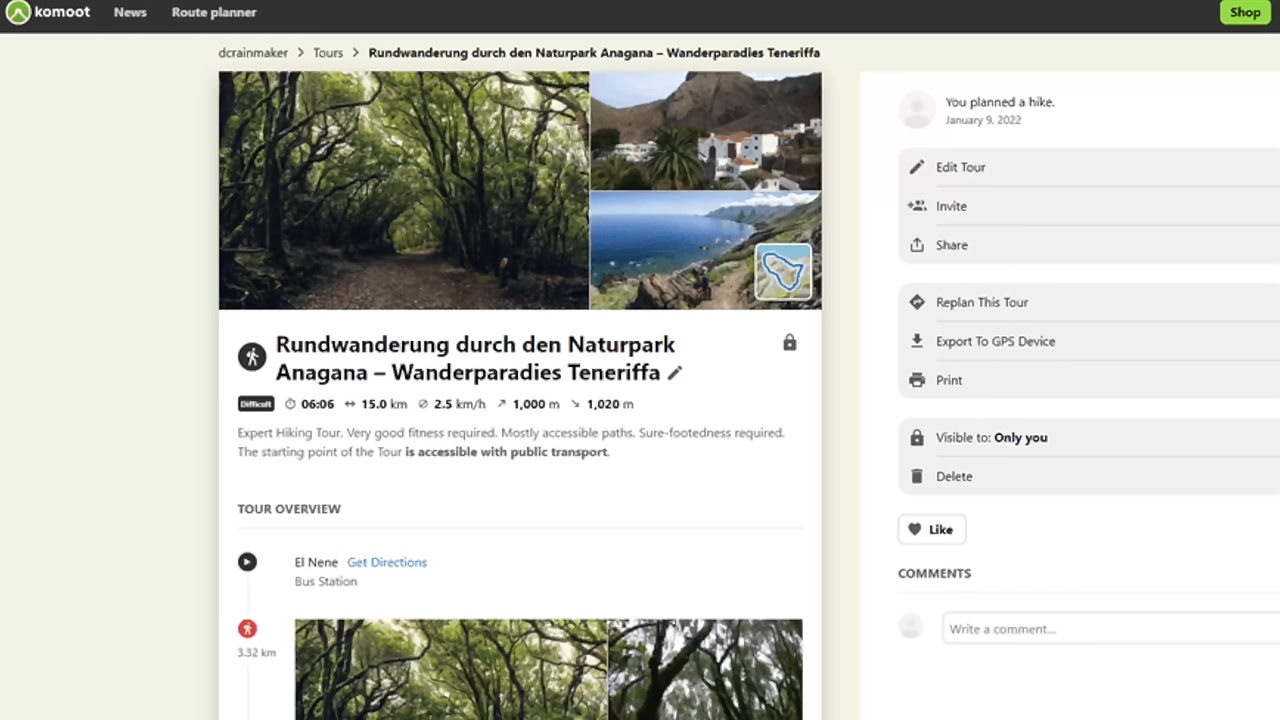 komoot News Route planner Shop
dcrainmaker > Tours > Rundwanderung durch den Naturpark Anagana – Wanderparadies Teneriffa
Rundwanderung durch den Naturpark
Anagana – Wanderparadies Teneriffa
Difficult 06:06 15.0 km 2.5 km/h 1,000 m 1,020 m
Expert Hiking Tour. Very good fitness required. Mostly accessible paths. Sure-footedness required.
The starting point of the Tour is accessible with public transport.
TOUR OVERVIEW
El Nene Get Directions
Bus Station
3.32 km
You planned a hike.
January 9, 2022
Edit Tour
Invite
Share
Replan This Tour
Export To GPS Device
Print
Visible to: Only you
Delete
Like
COMMENTS
Write a comment...